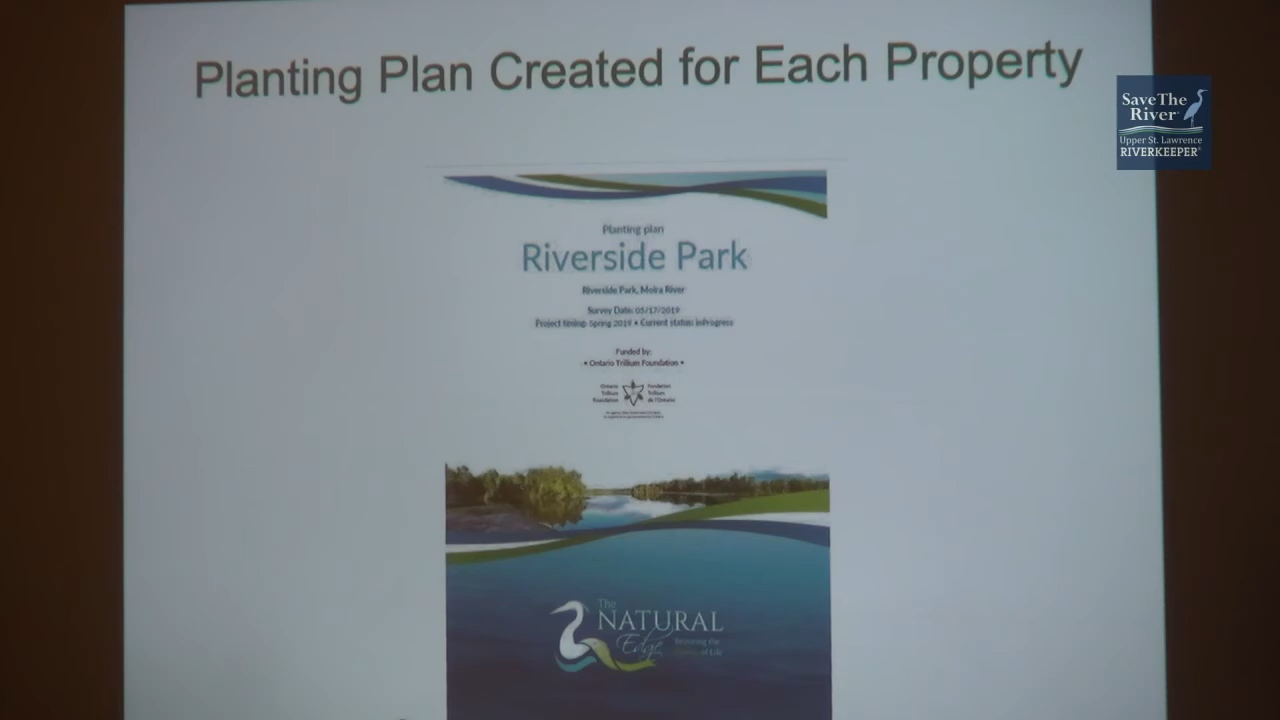 Planting Plan Created for Each Property
Save The
River
Upper St. Lawrence
RIVERKEEPER
Planting plan
Riverside Park
Riverside Park, Moira River
Survey Date: 05/17/2019
Project timing: Spring 2019 • Current status: InProgress
Funded by:
• Ontario Trillium Foundation •
Ontario
Trillium
Foundation
Fondation
Trillium
de l'Ontario
The
NATURAL
Edge
Restoring the
of Life